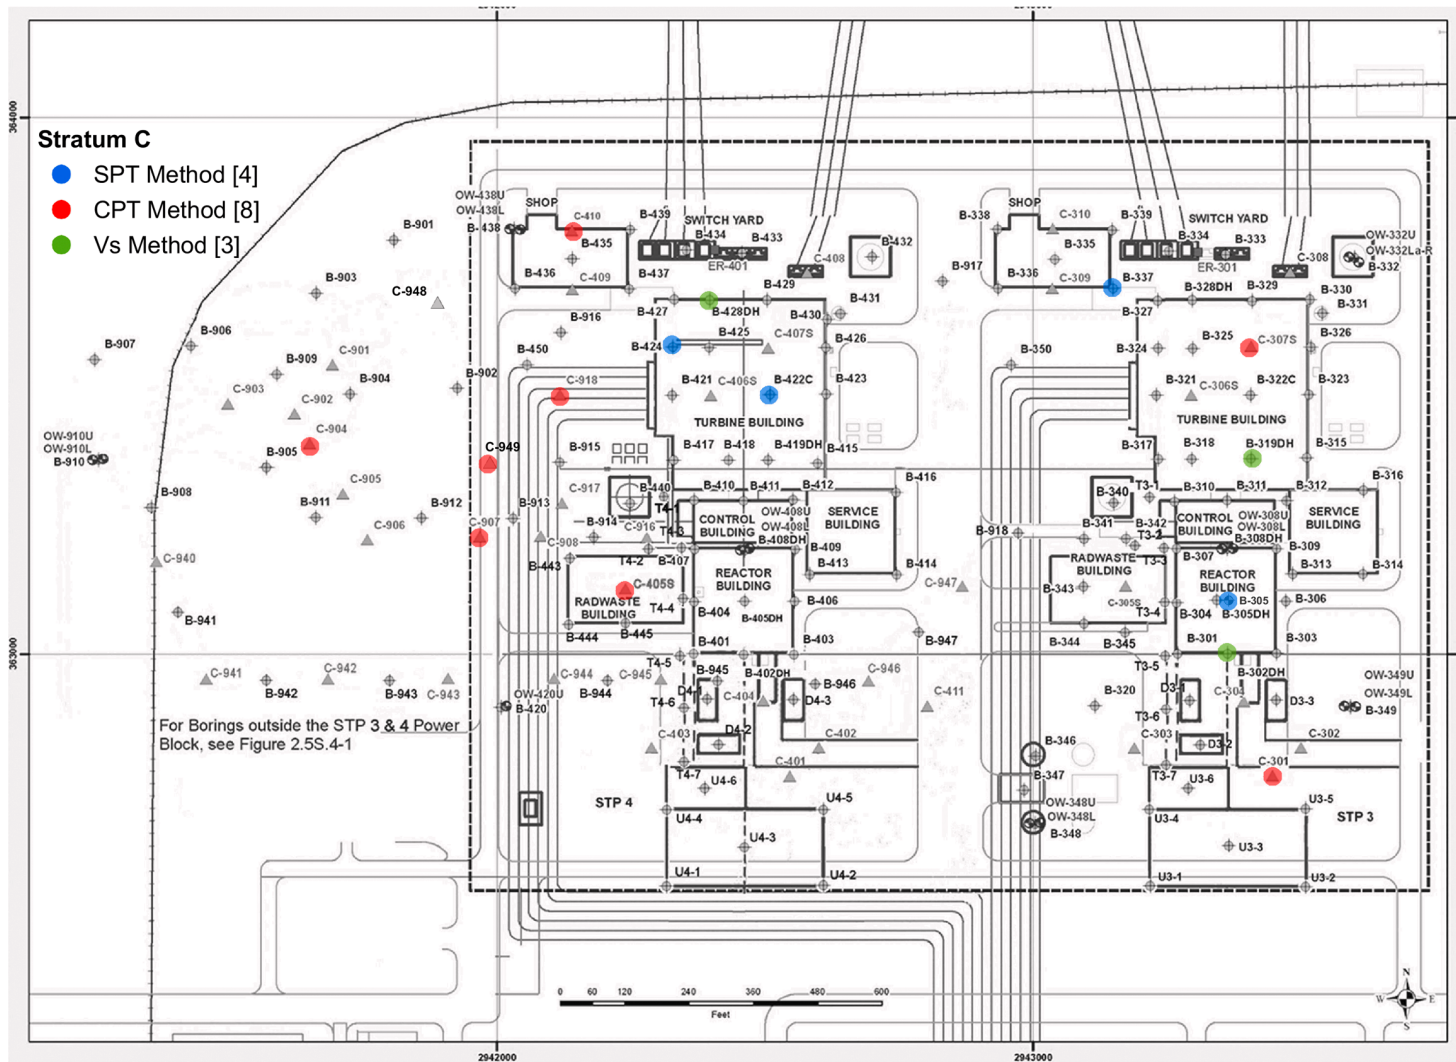 2942000
364000
Stratum C
SPT Method [4]
CPT Method [8]
Vs Method [3]
OW-438U
OW-438L
B-438
SHOP
C-410
B-435
B-436
C-409
B-439
SWITCH YARD
B-434
B-433
B-437
ER-401
C-408
B-432
B-429
B-431
B-430
B-427
B-428DH
B-425
B-424
C-407S
B-426
B-421
C-406S
B-422C
B-423
TURBINE BUILDING
B-417
B-418
B-419DH
B-415
B-901
B-903
C-948
B-906
B-907
B-909
C-901
B-904
B-902
C-903
C-902
C-904
B-905
OW-910U
OW-910L
B-910
C-905
B-908
B-911
B-912
C-906
C-907
C-940
B-941
C-941
B-942
C-942
B-943
C-943
B-916
B-450
C-918
C-949
B-915
C-917
B-913
B-914
C-916
C-908
B-440
T4-1
T4-3
T4-2
B-410
B-411
B-412
B-416
CONTROL
BUILDING
OW-408U
OW-408L
B-408DH
SERVICE
BUILDING
B-407
B-409
B-413
B-414
B-443
C-405S
RADWASTE
BUILDING
T4-4
REACTOR
BUILDING
B-404
B-405DH
B-406
B-444
B-445
B-401
B-403
T4-5
B-402DH
C-944
B-944
C-945
B-945
D4-1
T4-6
C-404
D4-3
B-946
C-946
B-947
C-947
C-411
OW-420U
B-420
C-403
D4-2
C-402
C-401
T4-7
U4-6
STP 4
U4-4
U4-5
U4-3
U4-1
U4-2
363000
For Borings outside the STP 3 & 4 Power
Block, see Figure 2.5S.4-1
B-338
SHOP
C-310
B-335
B-336
C-309
B-337
B-917
B-339
SWITCH YARD
B-334
B-333
ER-301
C-308
OW-332U
OW-332La-R
B-332
B-330
B-331
B-328DH
B-329
B-327
B-350
B-324
B-325
C-307S
B-326
B-321
C-306S
B-322C
B-323
TURBINE BUILDING
B-317
B-318
B-319DH
B-315
B-316
B-340
T3-1
B-310
B-311
B-312
B-918
B-341
B-342
T3-2
CONTROL
BUILDING
OW-308U
OW-308L
B-308DH
SERVICE
BUILDING
B-307
B-309
B-313
B-314
RADWASTE
BUILDING
T3-3
B-343
C-305S
T3-4
REACTOR
BUILDING
B-305
B-304
B-305DH
B-306
B-344
B-345
B-301
B-303
T3-5
B-302DH
B-320
D3-1
T3-6
C-304
D3-3
OW-349U
OW-349L
B-349
B-346
C-303
D3-2
C-302
B-347
T3-7
U3-6
C-301
OW-348U
OW-348L
B-348
U3-4
U3-5
STP 3
U3-3
U3-1
U3-2
0 60 120 240 360 480 600
Feet
N
W
E
S
2942000
2943000